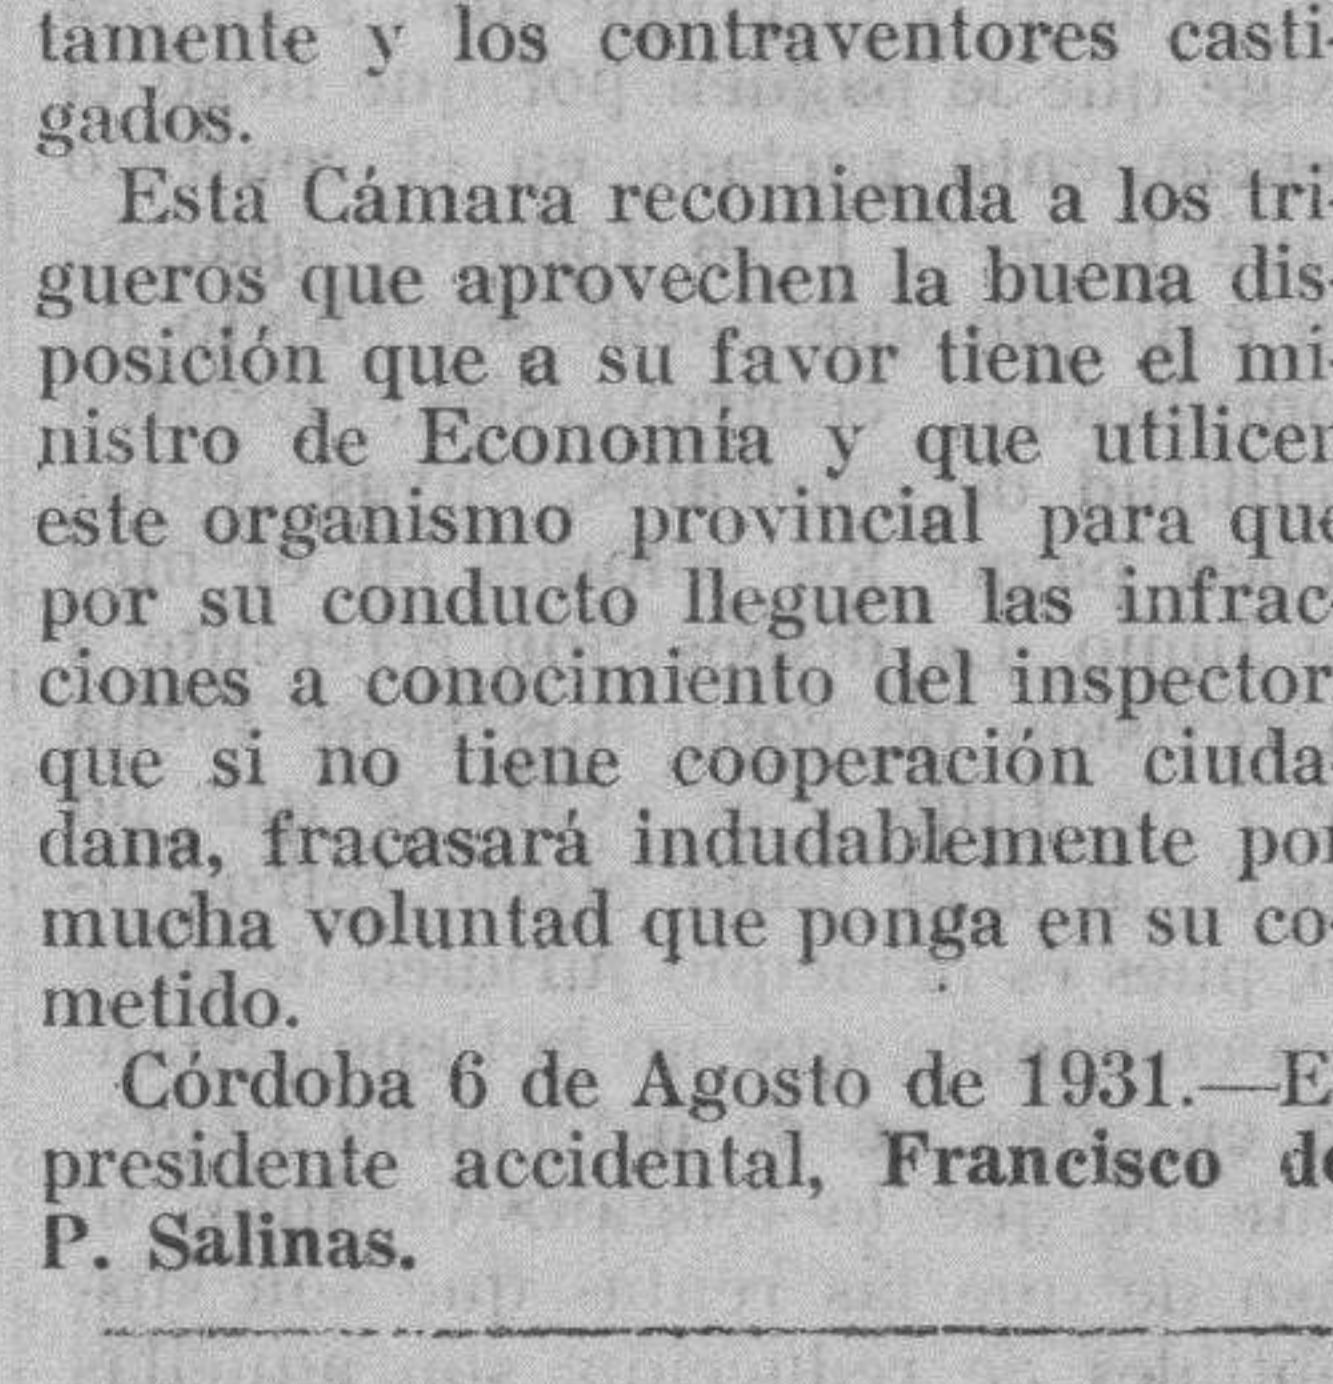 tamente y los contraventores casti-
gados.
Esta Cámara recomienda a los tri-
gueros que aprovechen la buena dis-
posición que a su favor tiene el mi-
nistro de Economía y que utilicen
este organismo provincial para que
por su conducto lleguen las infrac-
ciones a conocimiento del inspector
que si no tiene cooperación ciuda-
dana, fracasará indudablemente por
mucha voluntad que ponga en su co-
metido.
Córdoba 6 de Agosto de 1931.—El
presidente accidental, Francisco de
P. Salinas.